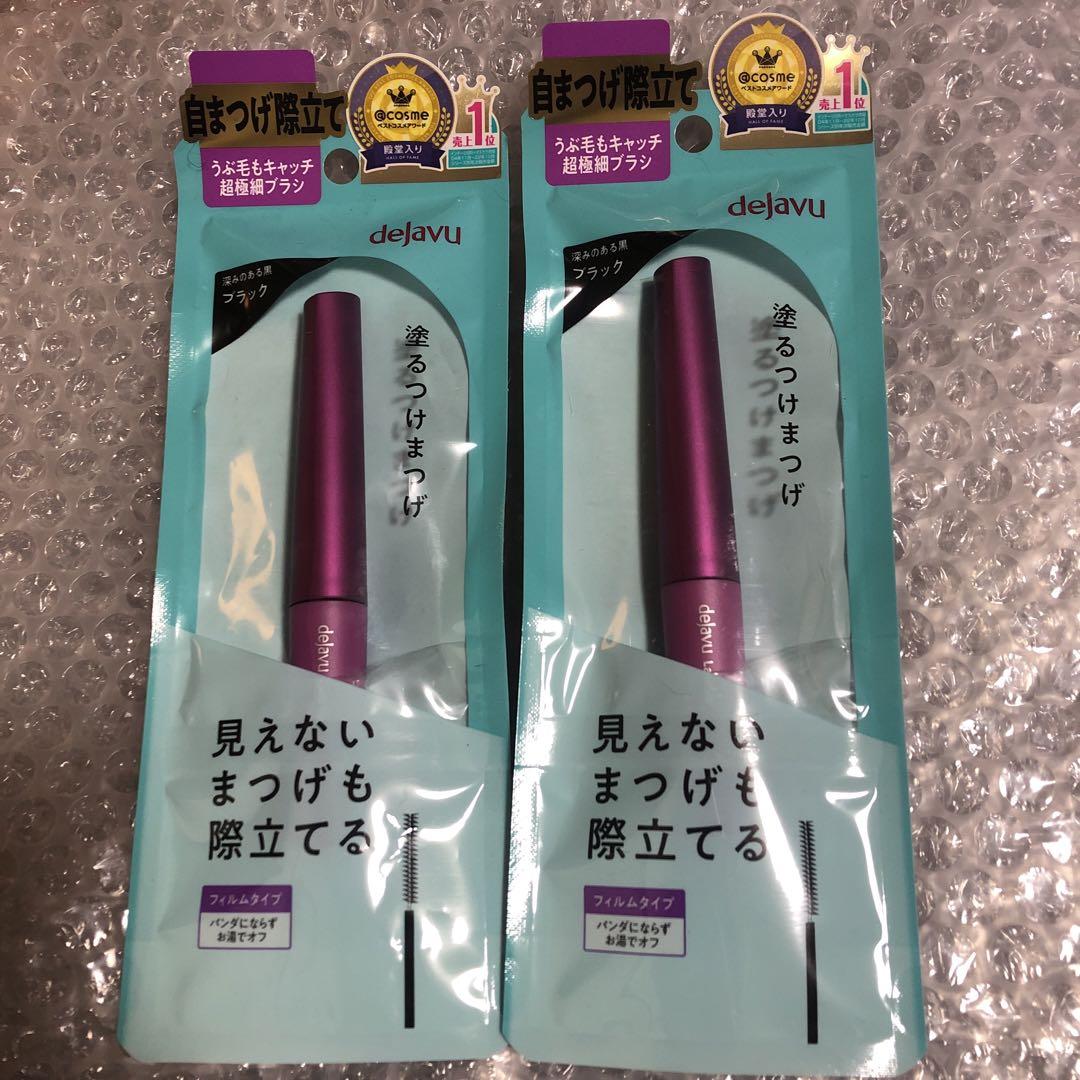 自まつげ際立て
うぶ毛もキャッチ
超極細ブラシ
@cosme
ベストコスメアワード
殿堂入り
HALL OF FAME
売上1位
dejavu
深みのある黒
ブラック
塗るつけまつげ
dejavu
見えない
まつげも
際立てる
フィルムタイプ
パンダにならず
お湯でオフ
自まつげ際立て
うぶ毛もキャッチ
超極細ブラシ
@cosme
ベストコスメアワード
殿堂入り
HALL OF FAME
売上1位
dejavu
深みのある黒
ブラック
塗るつけまつげ
dejavu
見えない
まつげも
際立てる
フィルムタイプ
パンダにならず
お湯でオフ